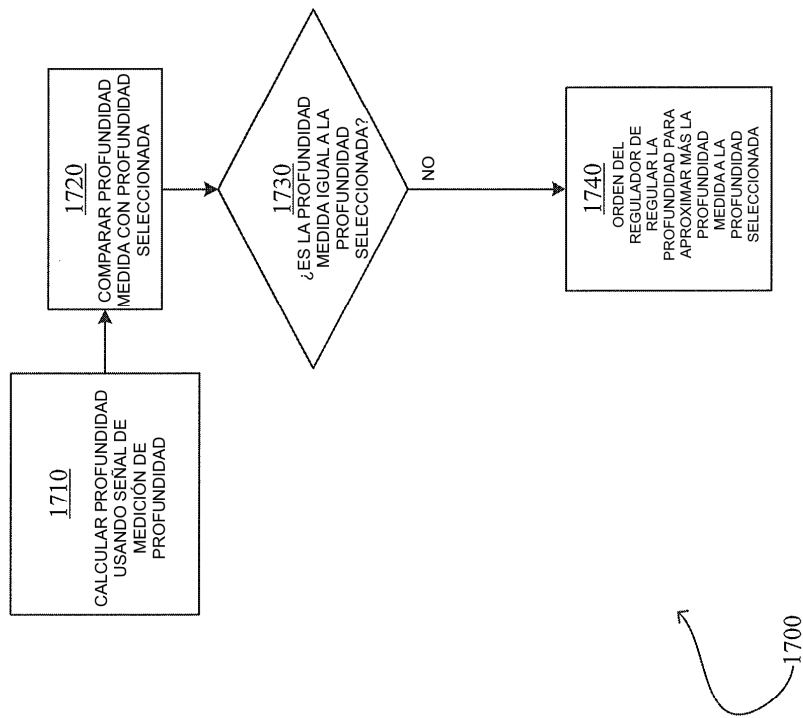 1710
CALCULAR PROFUNDIDAD
USANDO SEÑAL DE
MEDICIÓN DE
PROFUNDIDAD
1720
COMPARAR PROFUNDIDAD
MEDIDA CON PROFUNDIDAD
SELECCIONADA
1730
¿ES LA PROFUNDIDAD
MEDIDA IGUAL A LA
PROFUNDIDAD
SELECCIONADA?
NO
1740
ORDEN DEL
REGULADOR DE
REGULAR LA
PROFUNDIDAD PARA
APROXIMAR MÁS LA
PROFUNDIDAD
MEDIDA A LA
PROFUNDIDAD
SELECCIONADA
1700